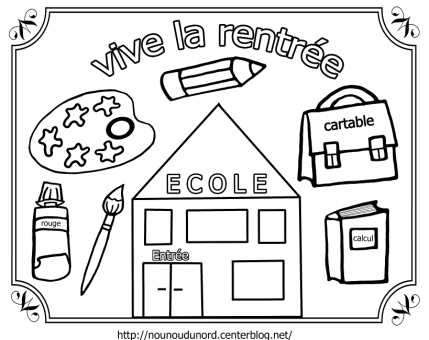 vive la rentrée
cartable
ECOLE
rouge
calcul
Entrée
http://nounoudunord.centerblog.net/